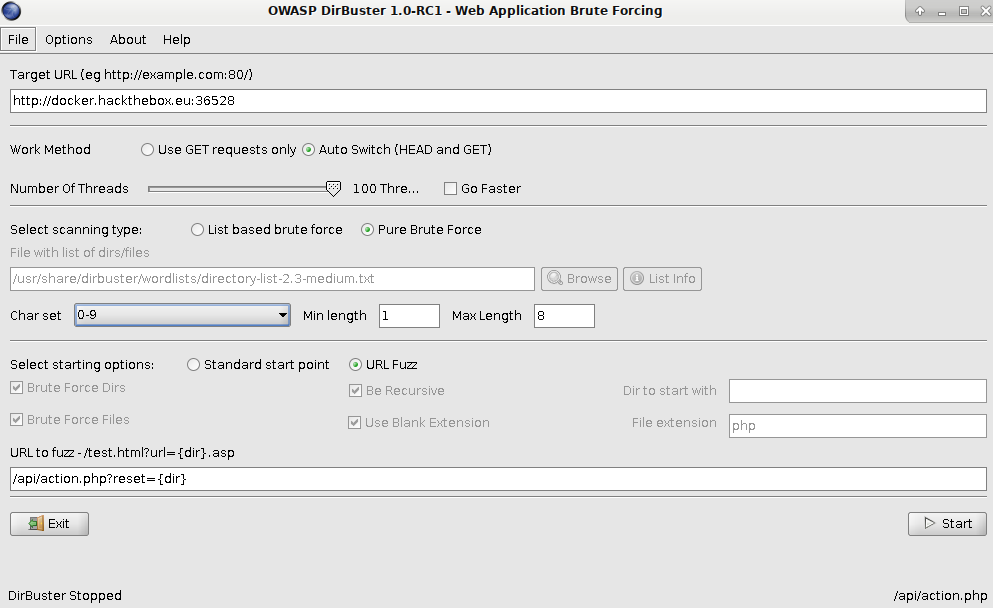 OWASP DirBuster 1.0-RC1 - Web Application Brute Forcing
File Options About Help
Target URL (eg http://example.com:80/)
http://docker.hackthebox.eu:36528
Work Method Use GET requests only Auto Switch (HEAD and GET)
Number Of Threads 100 Thre... Go Faster
Select scanning type: List based brute force Pure Brute Force
File with list of dirs/files
/usr/share/dirbuster/wordlists/directory-list-2.3-medium.txt Browse List Info
Char set 0-9 Min length 1 Max Length 8
Select starting options: Standard start point URL Fuzz
Brute Force Dirs Be Recursive Dir to start with
Brute Force Files Use Blank Extension File extension php
URL to fuzz - /test.html?url={dir}.asp
/api/action.php?reset={dir}
Exit Start
DirBuster Stopped /api/action.php